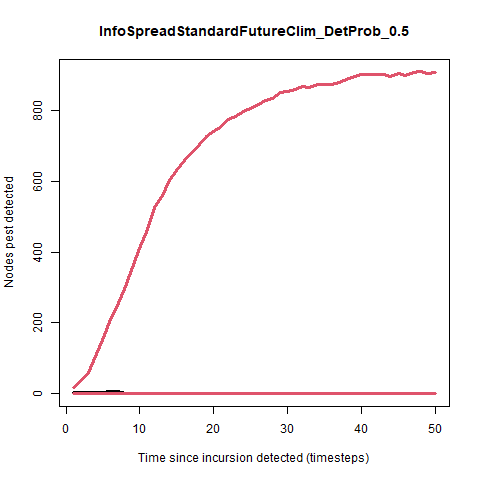 InfoSpreadStandardFutureClim_DetProb_0.5
Nodes pest detected
800
600
400
200
0
0 10 20 30 40 50
Time since incursion detected (timesteps)